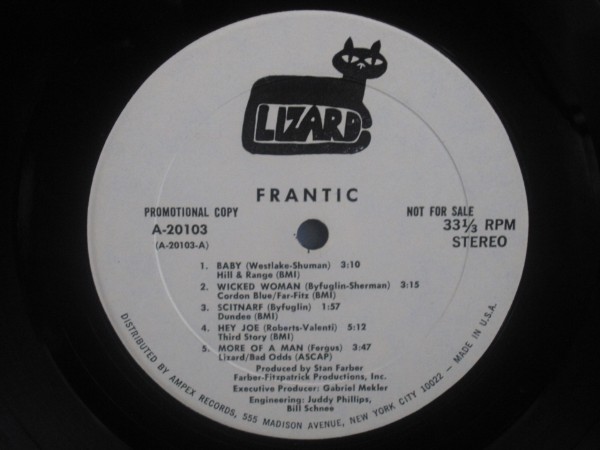 LIZARD
FRANTIC
PROMOTIONAL COPY
A-20103
(A-20103-A)
NOT FOR SALE
33⅓ RPM
STEREO
1. BABY (Westlake-Shuman) 3:10
Hill & Range (BMI)
2. WICKED WOMAN (Byfuglin-Sherman) 3:15
Cordon Blue/Far-Fitz (BMI)
3. SCITNARF (Byfuglin) 1:57
Dundee (BMI)
4. HEY JOE (Roberts-Valenti) 5:12
Third Story (BMI)
5. MORE OF A MAN (Fergus) 3:47
Lizard/Bad Odds (ASCAP)
Produced by Stan Farber
Farber-Fitzpatrick Productions, Inc.
Executive Producer: Gabriel Mekler
Engineering: Juddy Phillips,
Bill Schnee
DISTRIBUTED BY AMPEX RECORDS, 555 MADISON AVENUE, NEW YORK CITY 10022 – MADE IN U.S.A.